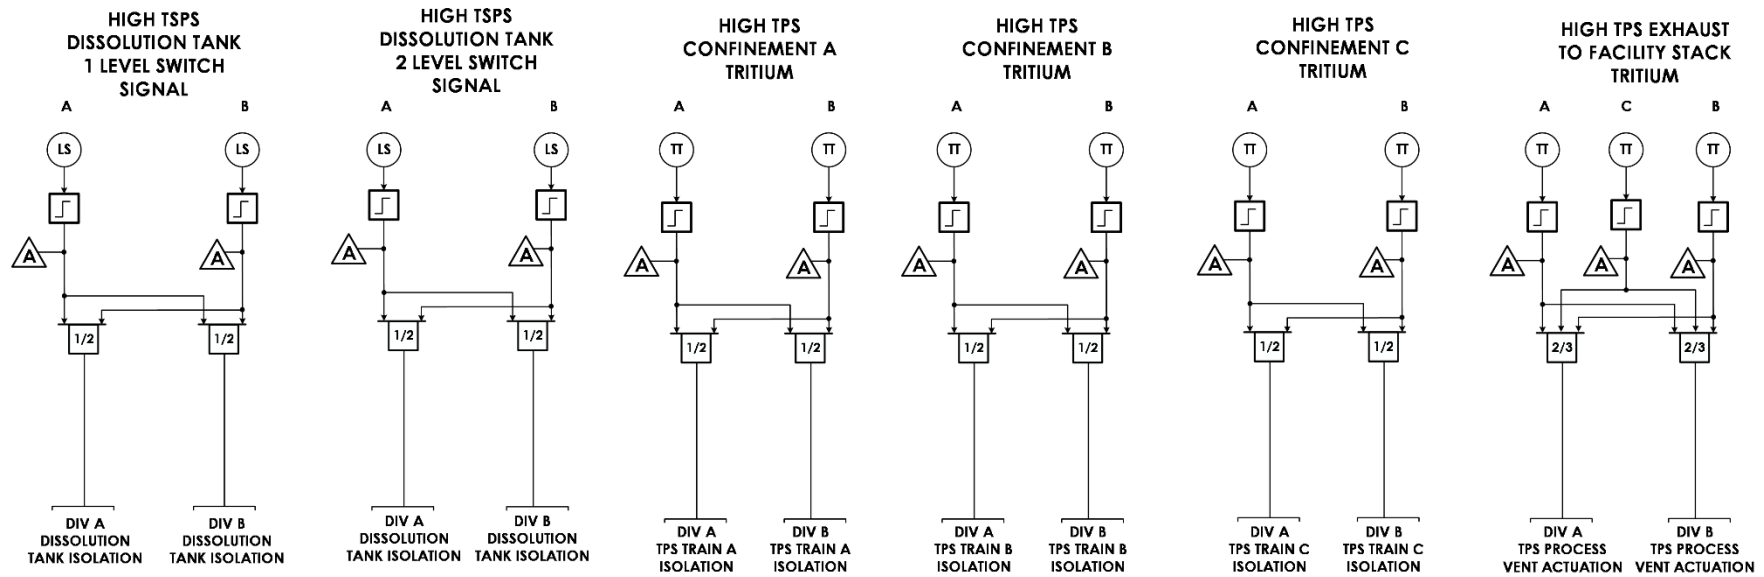 HIGH TSPS
DISSOLUTION TANK
1 LEVEL SWITCH
SIGNAL
A
B
LS
LS
A
A
1/2
1/2
DIV A
DISSOLUTION
TANK ISOLATION
DIV B
DISSOLUTION
TANK ISOLATION
HIGH TSPS
DISSOLUTION TANK
2 LEVEL SWITCH
SIGNAL
A
B
LS
LS
A
A
1/2
1/2
DIV A
DISSOLUTION
TANK ISOLATION
DIV B
DISSOLUTION
TANK ISOLATION
HIGH TPS
CONFINEMENT A
TRITIUM
A
B
TT
TT
A
A
1/2
1/2
DIV A
TPS TRAIN A
ISOLATION
DIV B
TPS TRAIN A
ISOLATION
HIGH TPS
CONFINEMENT B
TRITIUM
A
B
TT
TT
A
A
1/2
1/2
DIV A
TPS TRAIN B
ISOLATION
DIV B
TPS TRAIN B
ISOLATION
HIGH TPS
CONFINEMENT C
TRITIUM
A
B
TT
TT
A
A
1/2
1/2
DIV A
TPS TRAIN C
ISOLATION
DIV B
TPS TRAIN C
ISOLATION
HIGH TPS EXHAUST
TO FACILITY STACK
TRITIUM
A
C
B
TT
TT
TT
A
A
A
2/3
2/3
DIV A
TPS PROCESS
VENT ACTUATION
DIV B
TPS PROCESS
VENT ACTUATION